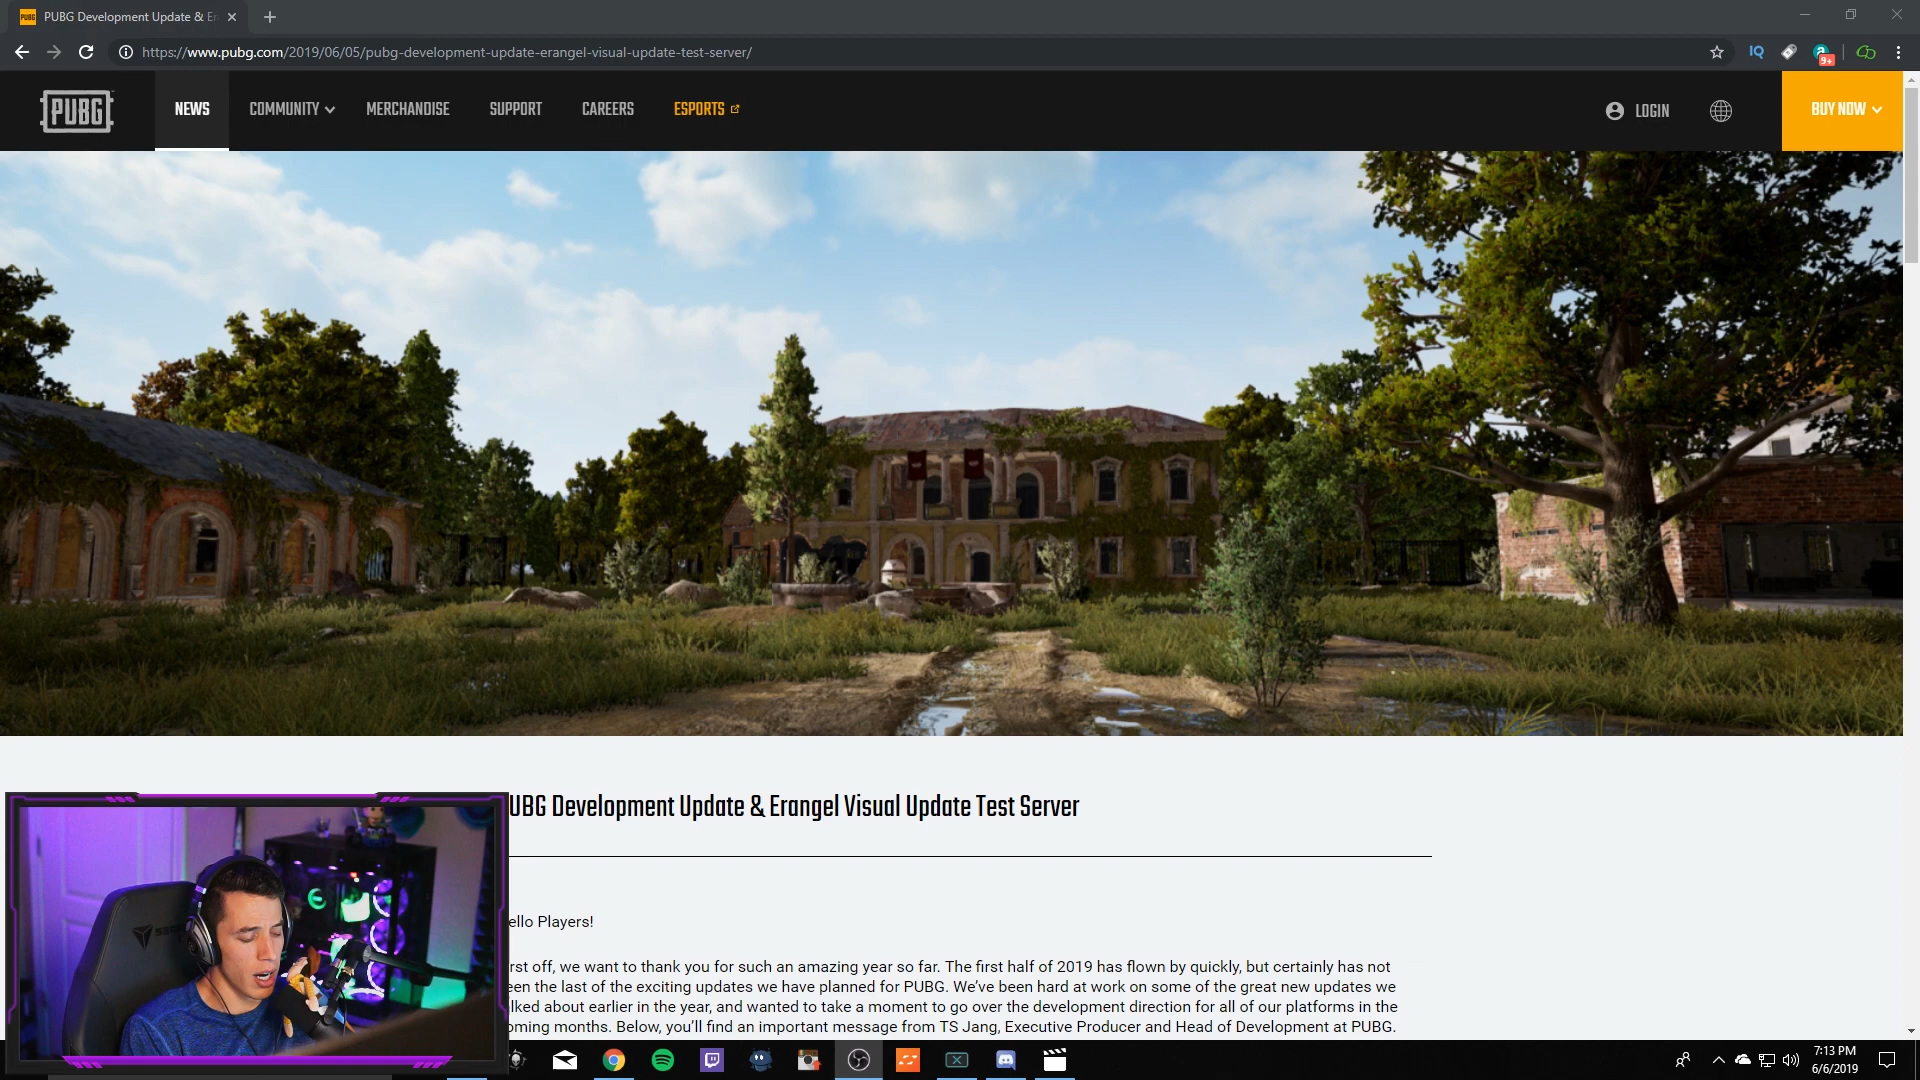 PUBG
PUBG Development Update & Er
https://www.pubg.com/2019/06/05/pubg-development-update-erangel-visual-update-test-server/
IQ
9+
PUBG
NEWS
COMMUNITY
MERCHANDISE
SUPPORT
CAREERS
ESPORTS
LOGIN
BUY NOW
UBG Development Update & Erangel Visual Update Test Server
ello Players!
rst off, we want to thank you for such an amazing year so far. The first half of 2019 has flown by quickly, but certainly has not
een the last of the exciting updates we have planned for PUBG. We've been hard at work on some of the great new updates we
lked about earlier in the year, and wanted to take a moment to go over the development direction for all of our platforms in the
oming months. Below, you'll find an important message from TS Jang, Executive Producer and Head of Development at PUBG.
7:13 PM
6/6/2019